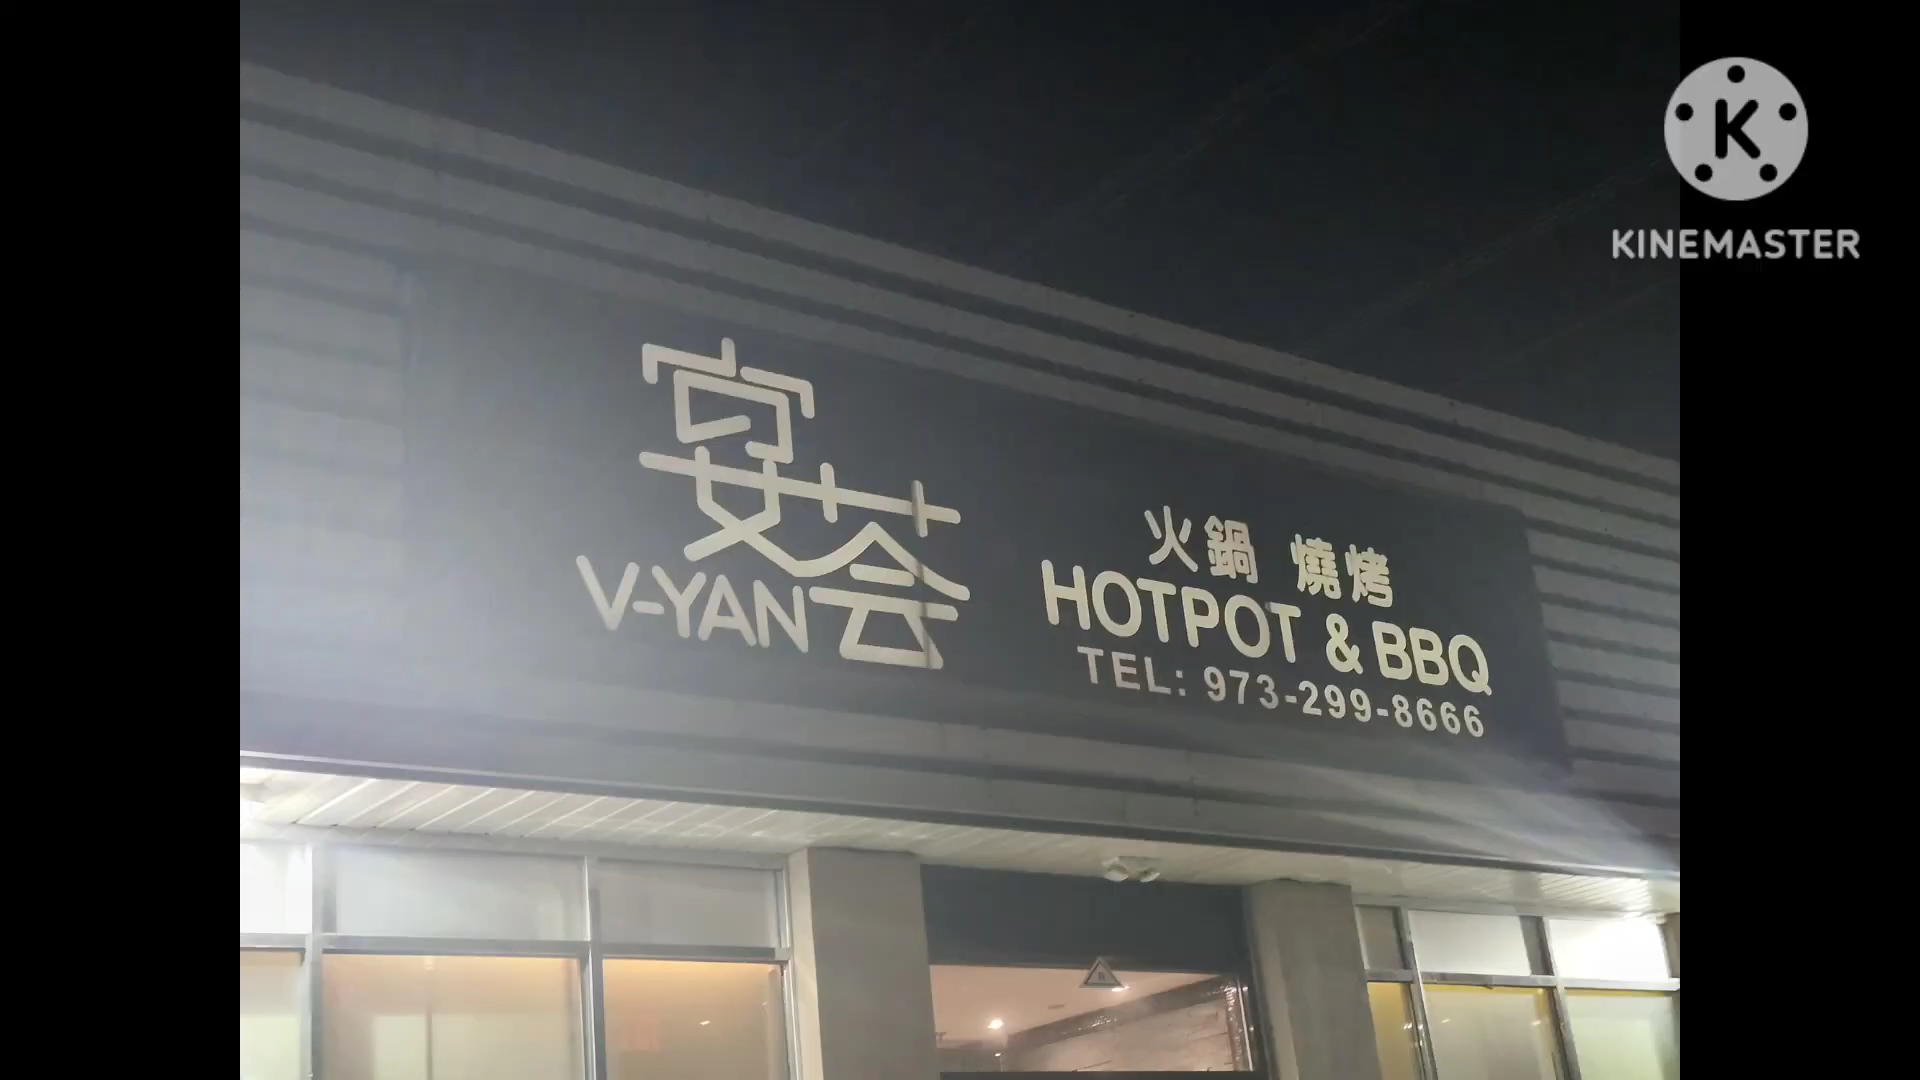 宴荟
V-YAN
火鍋 燒烤
HOTPOT & BBQ
TEL: 973-299-8666
K
KINEMASTER